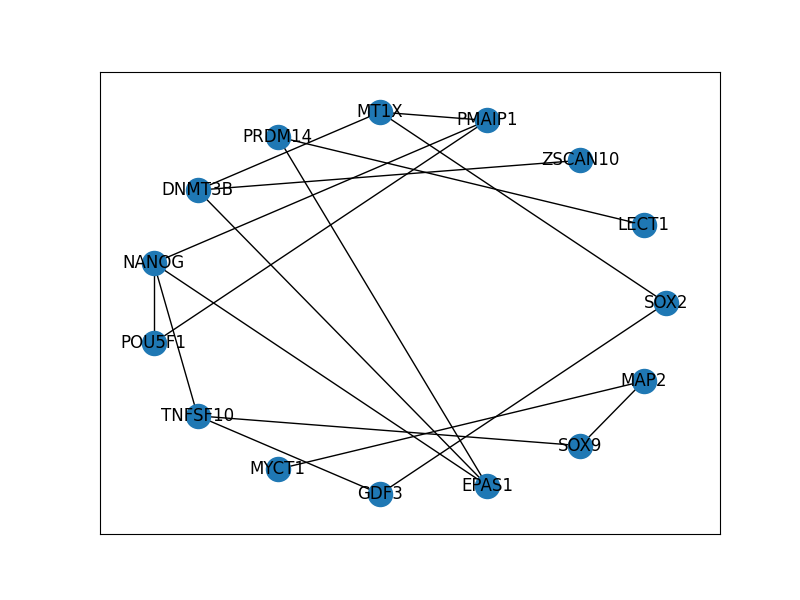 MT1X
PMAIP1
PRDM14
ZSCAN10
DNMT3B
LECT1
NANOG
SOX2
POU5F1
MAP2
TNFSF10
SOX9
MYCT1
EPAS1
GDF3